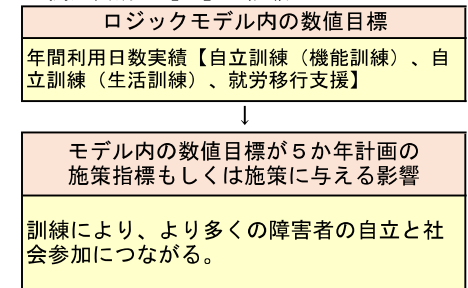 ロジックモデル内の数値目標
年間利用日数実績【自立訓練（機能訓練）、自
立訓練（生活訓練）、就労移行支援】
↓
モデル内の数値目標が５か年計画の
施策指標もしくは施策に与える影響
訓練により、より多くの障害者の自立と社
会参加につながる。